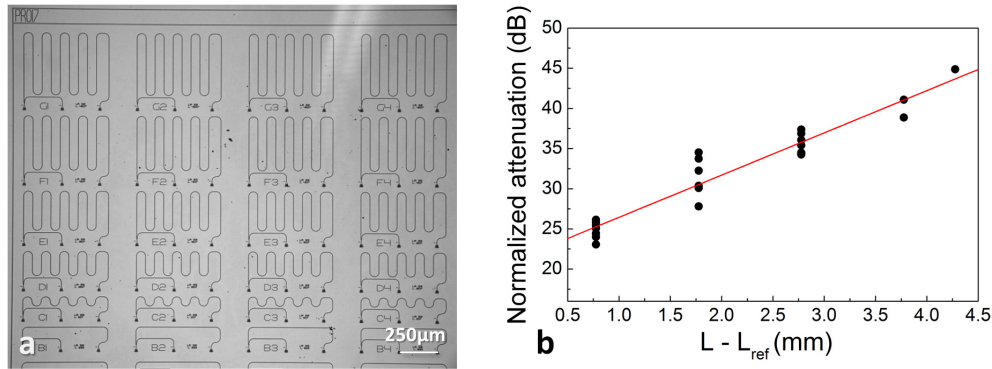 PR017
G1 G2 G3 G4
F1 F2 F3 F4
E1 E2 E3 E4
D1 D2 D3 D4
C1 C2 C3 C4
B1 B2 B3 B4
250μm
a
Normalized attenuation (dB)
50
45
40
35
30
25
20
0.5 1.0 1.5 2.0 2.5 3.0 3.5 4.0 4.5
L - Lref (mm)
b